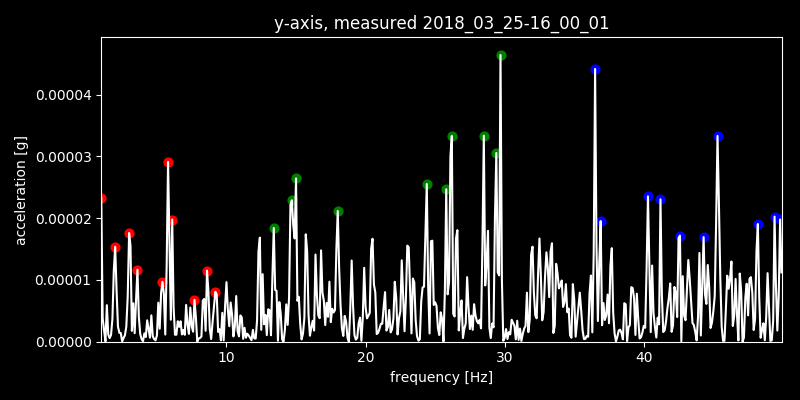 y-axis, measured 2018_03_25-16_00_01
acceleration [g]
0.00004
0.00003
0.00002
0.00001
0.00000
10 20 30 40
frequency [Hz]